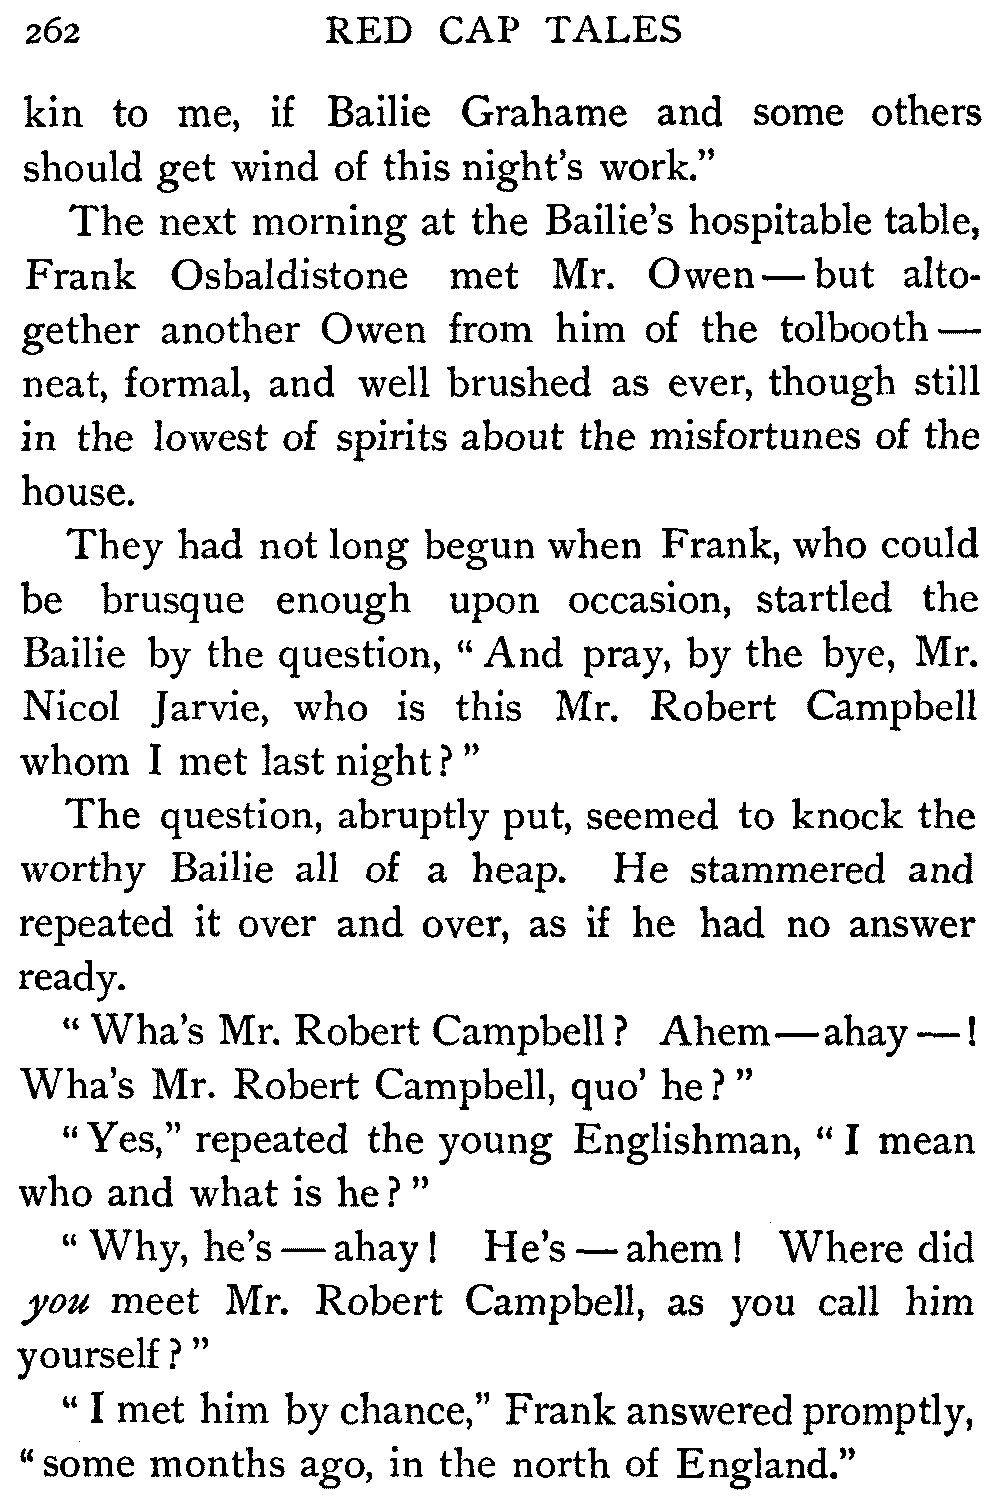 262 RED CAP TALES
kin to me, if Bailie Grahame and some others
should get wind of this night's work."
The next morning at the Bailie's hospitable table,
Frank Osbaldistone met Mr. Owen — but alto-
gether another Owen from him of the tolbooth —
neat, formal, and well brushed as ever, though still
in the lowest of spirits about the misfortunes of the
house.
They had not long begun when Frank, who could
be brusque enough upon occasion, startled the
Bailie by the question, "And pray, by the bye, Mr.
Nicol Jarvie, who is this Mr. Robert Campbell
whom I met last night?"
The question, abruptly put, seemed to knock the
worthy Bailie all of a heap. He stammered and
repeated it over and over, as if he had no answer
ready.
"Wha's Mr. Robert Campbell? Ahem — ahay — !
Wha's Mr. Robert Campbell, quo' he?"
"Yes," repeated the young Englishman, "I mean
who and what is he?"
"Why, he's — ahay! He's — ahem! Where did
you meet Mr. Robert Campbell, as you call him
yourself?"
"I met him by chance," Frank answered promptly,
"some months ago, in the north of England."